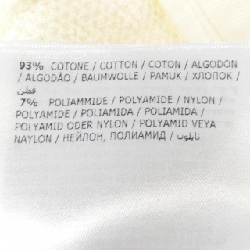 93% COTONE / COTTON / COTON / ALGODON
/ ALGODÃO / BAUMWOLLE / PAMUK / ХЛОПОК /
قطن
7% POLIAMMIDE / POLYAMIDE / NYLON /
POLYAMIDE / POLIAMIDA / POLIAMIDA /
POLYAMID ODER NYLON / POLYAMID VEYA
NAYLON / НЕЙЛОН, ПОЛИАМИД / نايلون